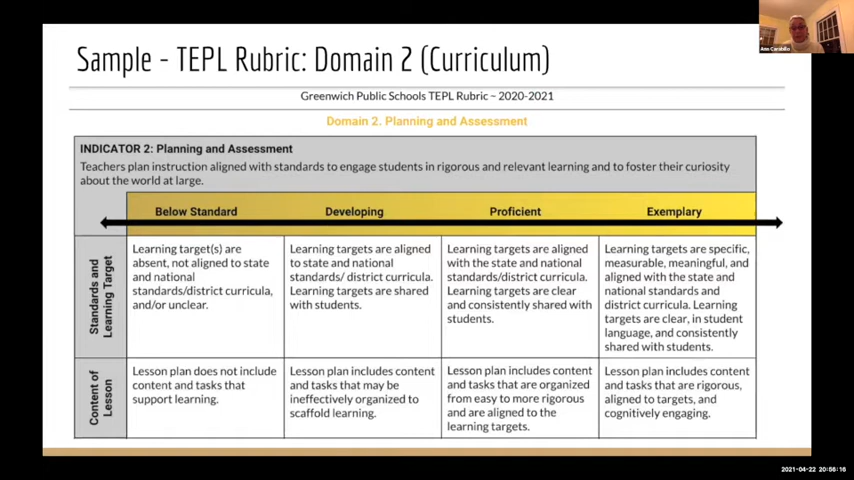 Sample - TEPL Rubric: Domain 2 (Curriculum)
Greenwich Public Schools TEPL Rubric ~ 2020-2021
Domain 2. Planning and Assessment
INDICATOR 2: Planning and Assessment
Teachers plan instruction aligned with standards to engage students in rigorous and relevant learning and to foster their curiosity
about the world at large.
Below Standard
Developing
Proficient
Exemplary
Standards and
Learning Target
Learning target(s) are
absent, not aligned to state
and national
standards/district curricula,
and/or unclear.
Learning targets are aligned
to state and national
standards/ district curricula.
Learning targets are shared
with students.
Learning targets are aligned
with the state and national
standards/district curricula.
Learning targets are clear
and consistently shared with
students.
Learning targets are specific,
measurable, meaningful, and
aligned with the state and
national standards and
district curricula. Learning
targets are clear, in student
language, and consistently
shared with students.
Content of
Lesson
Lesson plan does not include
content and tasks that
support learning.
Lesson plan includes content
and tasks that may be
ineffectively organized to
scaffold learning.
Lesson plan includes content
and tasks that are organized
from easy to more rigorous
and are aligned to the
learning targets.
Lesson plan includes content
and tasks that are rigorous,
aligned to targets, and
cognitively engaging.
Ann Carabillo
2021-04-22 20:56:16